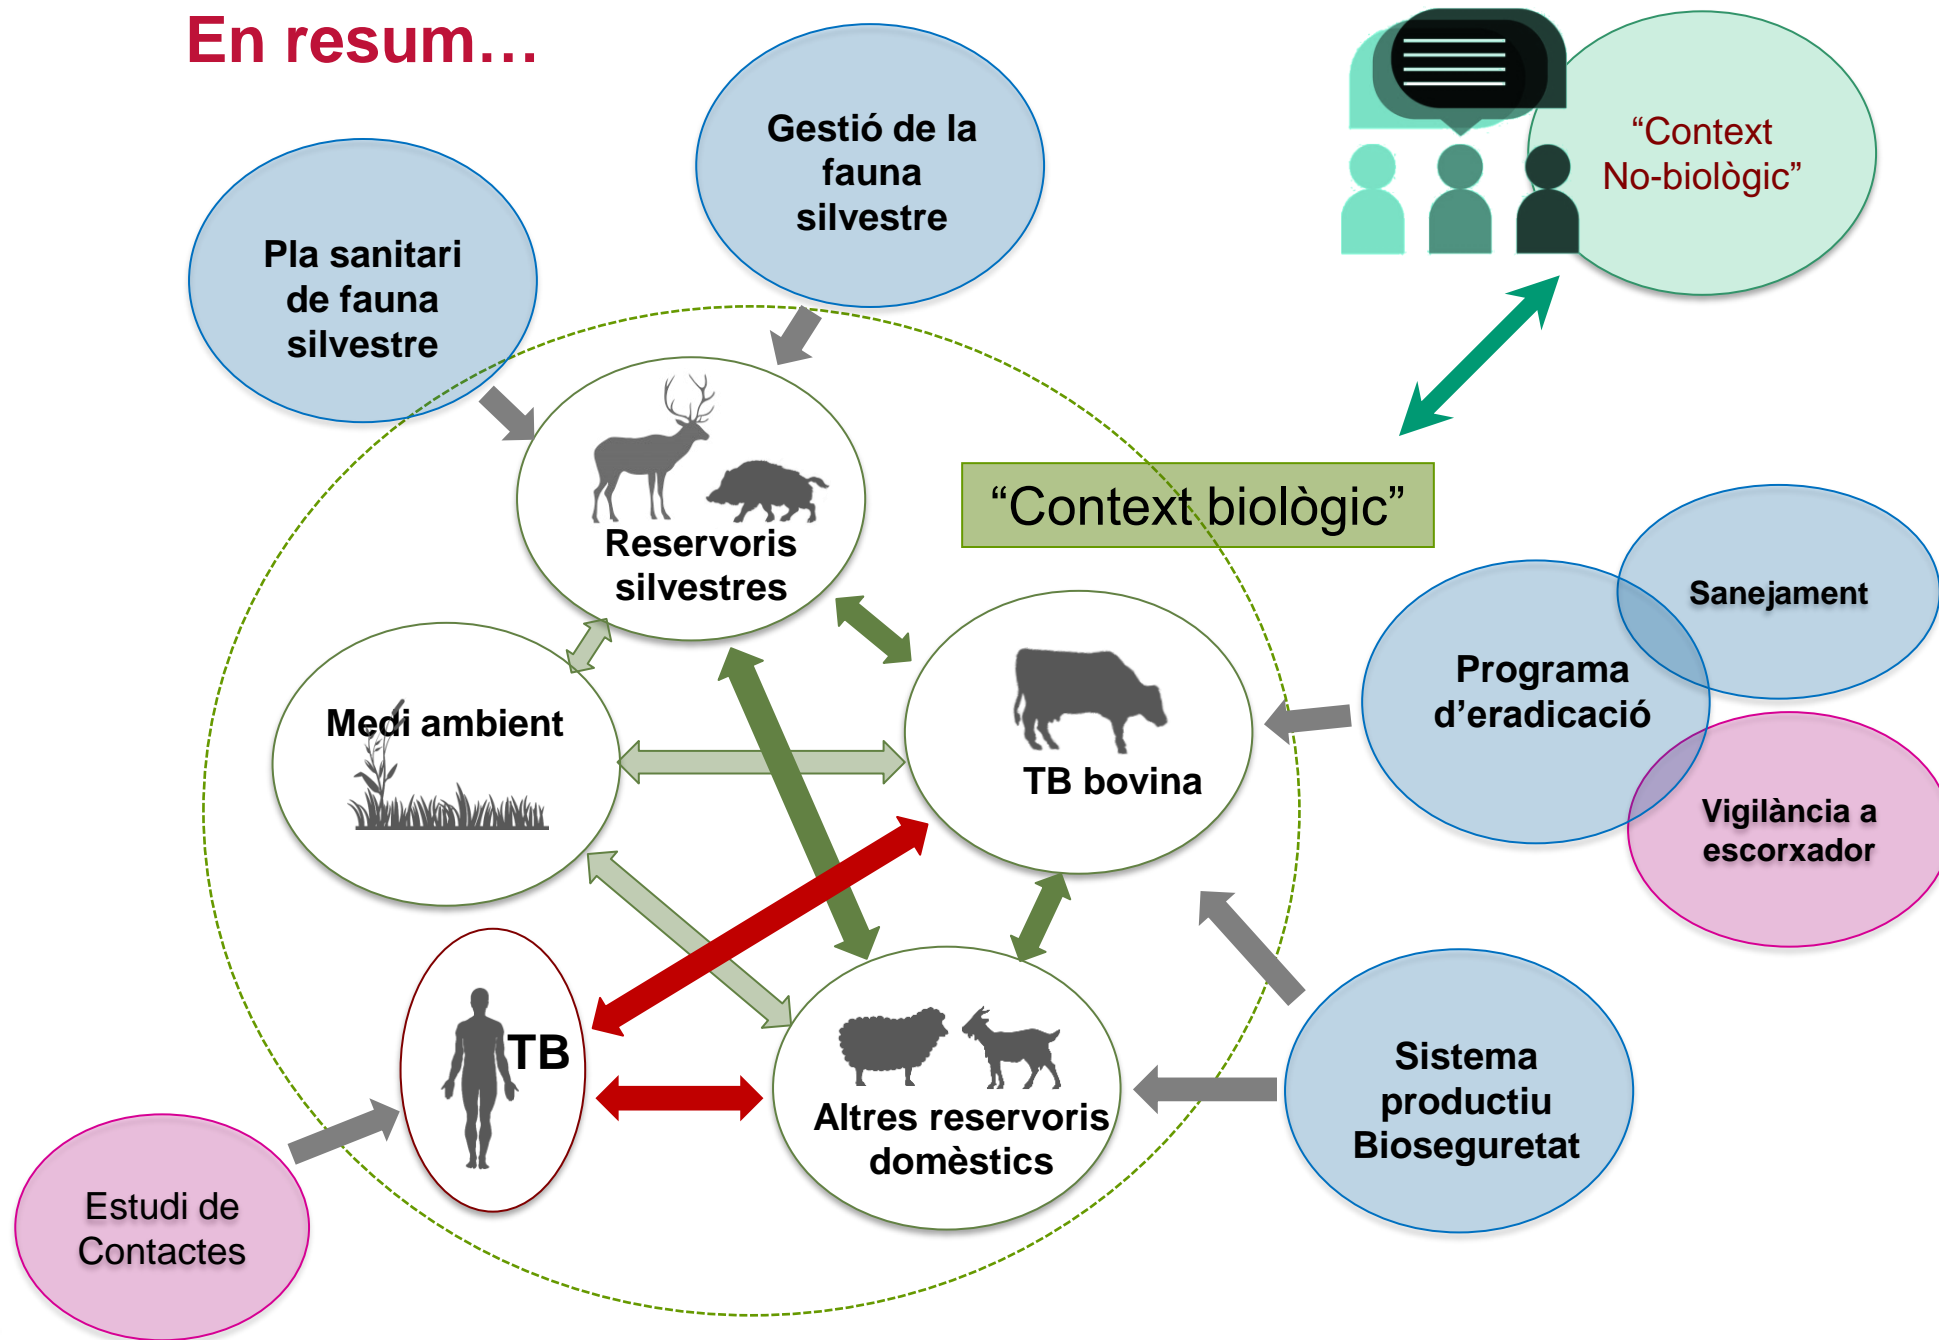 En resum…
Gestió de la
fauna
silvestre
“Context
No-biològic”
Pla sanitari
de fauna
silvestre
“Context biològic”
Reservoris
silvestres
Sanejament
Programa
d’eradicació
Medi ambient
TB bovina
Vigilància a
escorxador
TB
Altres reservoris
domèstics
Sistema
productiu
Bioseguretat
Estudi de
Contactes